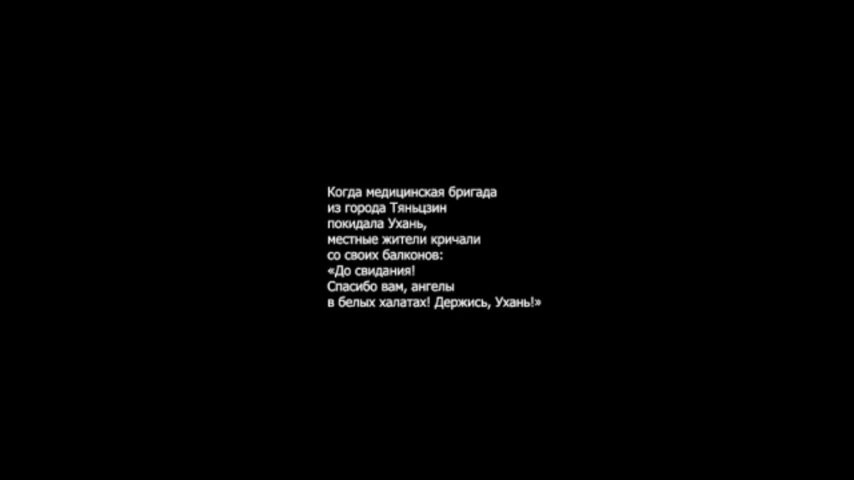 Когда медицинская бригада
из города Тяньцзин
покидала Ухань,
местные жители кричали
со своих балконов:
«До свидания!
Спасибо вам, ангелы
в белых халатах! Держись, Ухань!»